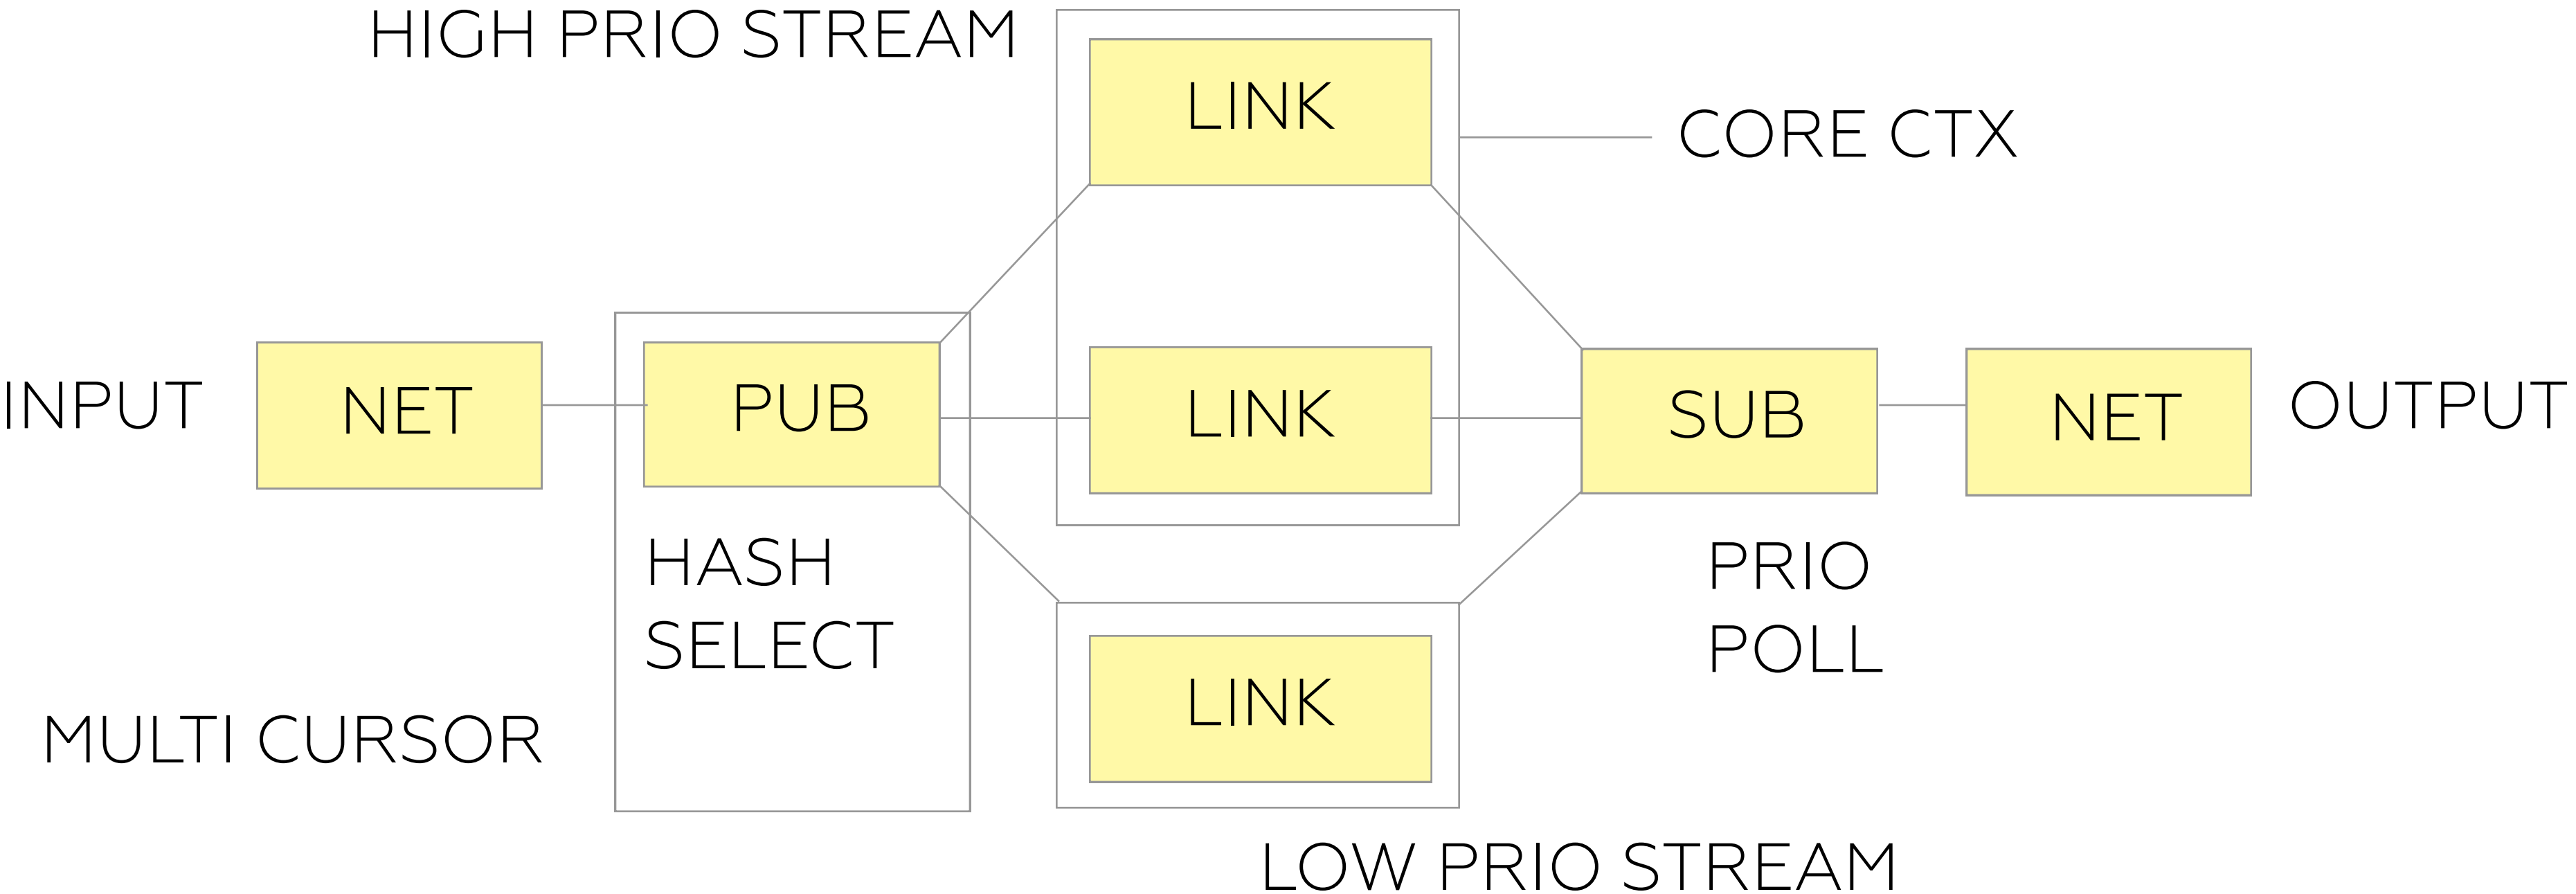 HIGH PRIO STREAM
LINK
CORE CTX
INPUT
NET
PUB
LINK
SUB
NET
OUTPUT
HASH
SELECT
PRIO
POLL
MULTI CURSOR
LINK
LOW PRIO STREAM